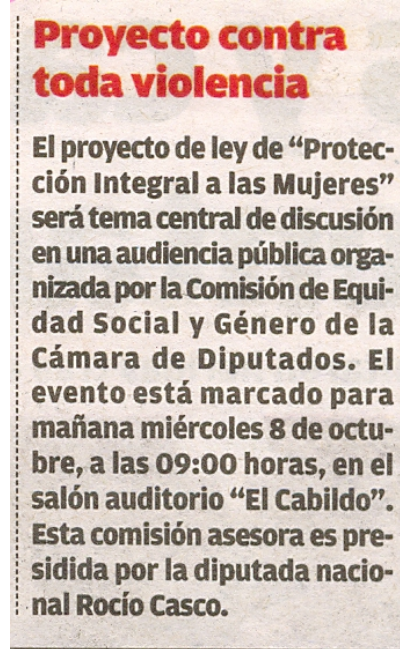 Proyecto contra
toda violencia
El proyecto de ley de “Protec-
ción Integral a las Mujeres”
será tema central de discusión
en una audiencia pública orga-
nizada por la Comisión de Equi-
dad Social y Género de la
Cámara de Diputados. El
evento está marcado para
mañana miércoles 8 de octu-
bre, a las 09:00 horas, en el
salón auditorio “El Cabildo”.
Esta comisión asesora es pre-
sidida por la diputada nacio-
nal Rocío Casco.